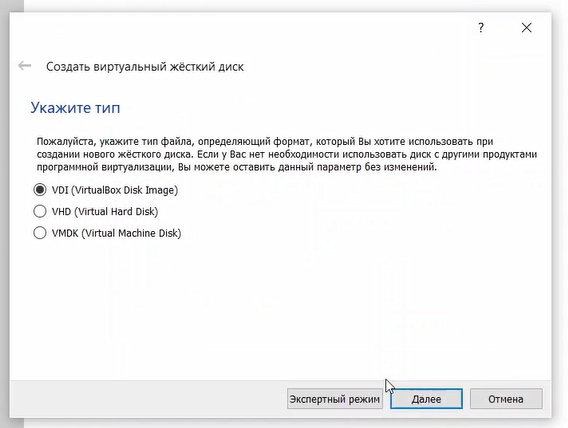 ?
Создать виртуальный жёсткий диск
Укажите тип
Пожалуйста, укажите тип файла, определяющий формат, который Вы хотите использовать при
создании нового жёсткого диска. Если у Вас нет необходимости использовать диск с другими продуктами
программной виртуализации, Вы можете оставить данный параметр без изменений.
VDI (VirtualBox Disk Image)
VHD (Virtual Hard Disk)
VMDK (Virtual Machine Disk)
Экспертный режим Далее Отмена